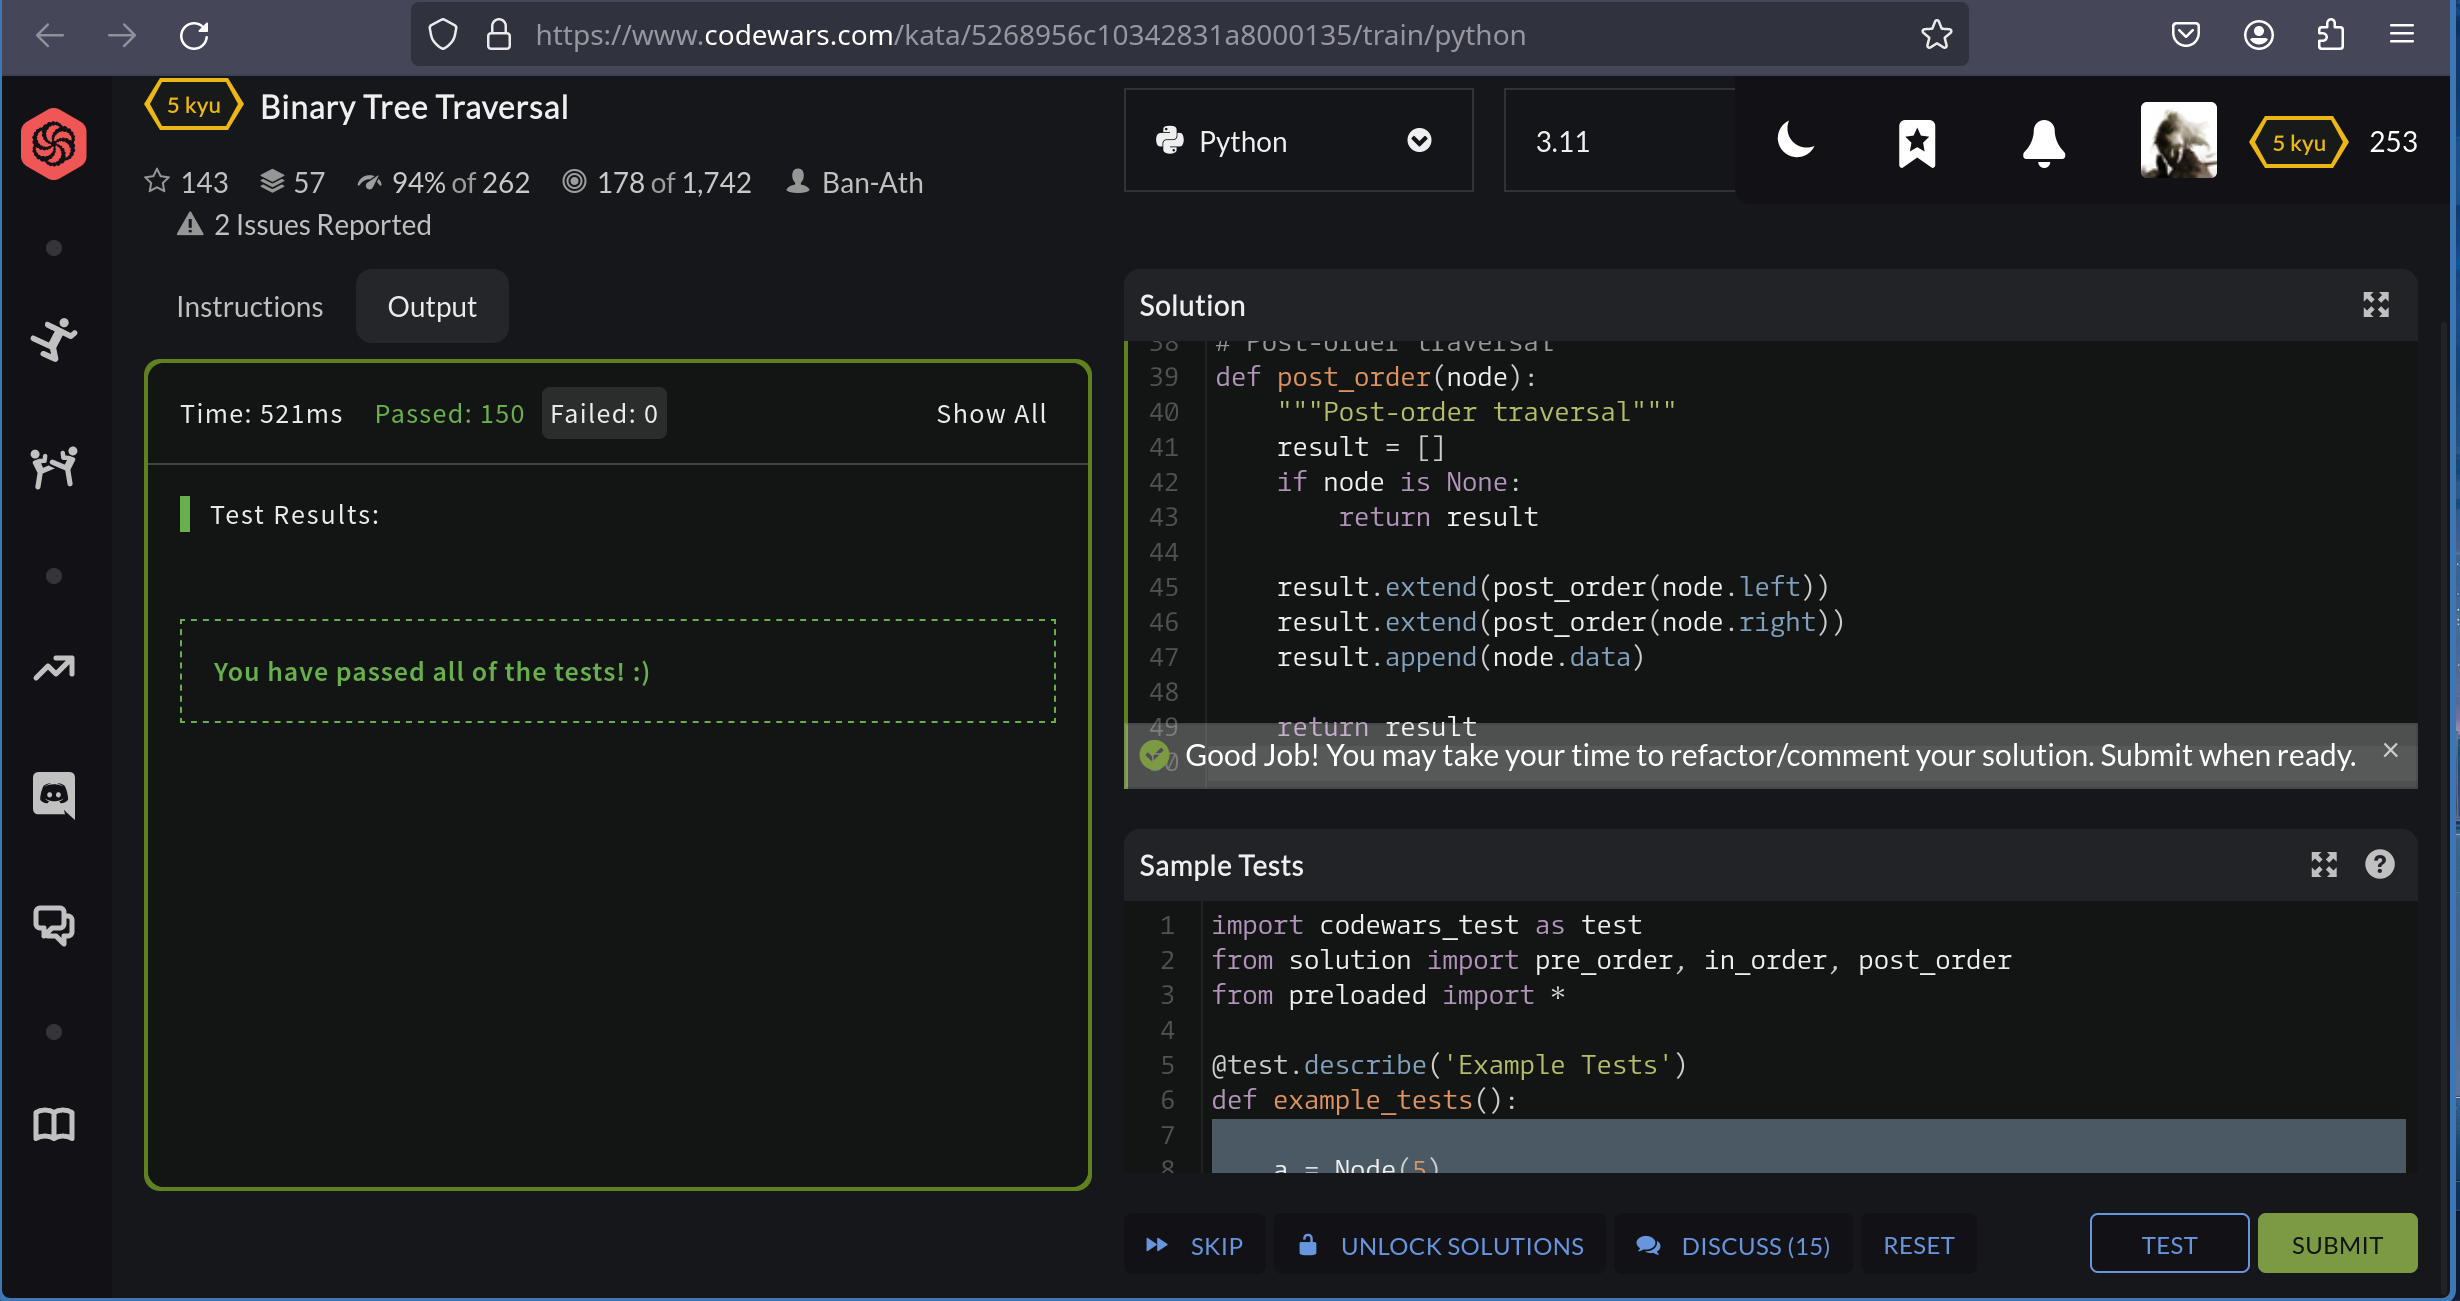 https://www.codewars.com/kata/5268956c10342831a8000135/train/python
5 kyu Binary Tree Traversal
143 57 94% of 262 178 of 1,742 Ban-Ath
2 Issues Reported
Python
3.11
5 kyu 253
Instructions Output
Time: 521ms Passed: 150 Failed: 0 Show All
Test Results:
You have passed all of the tests! :)
Solution
38 # Post-order traversal
39 def post_order(node):
40 """Post-order traversal"""
41 result = []
42 if node is None:
43 return result
44
45 result.extend(post_order(node.left))
46 result.extend(post_order(node.right))
47 result.append(node.data)
48
49 return result
Good Job! You may take your time to refactor/comment your solution. Submit when ready.
Sample Tests
1 import codewars_test as test
2 from solution import pre_order, in_order, post_order
3 from preloaded import *
4
5 @test.describe('Example Tests')
6 def example_tests():
7
8 a = Node(5)
SKIP UNLOCK SOLUTIONS DISCUSS (15) RESET TEST SUBMIT